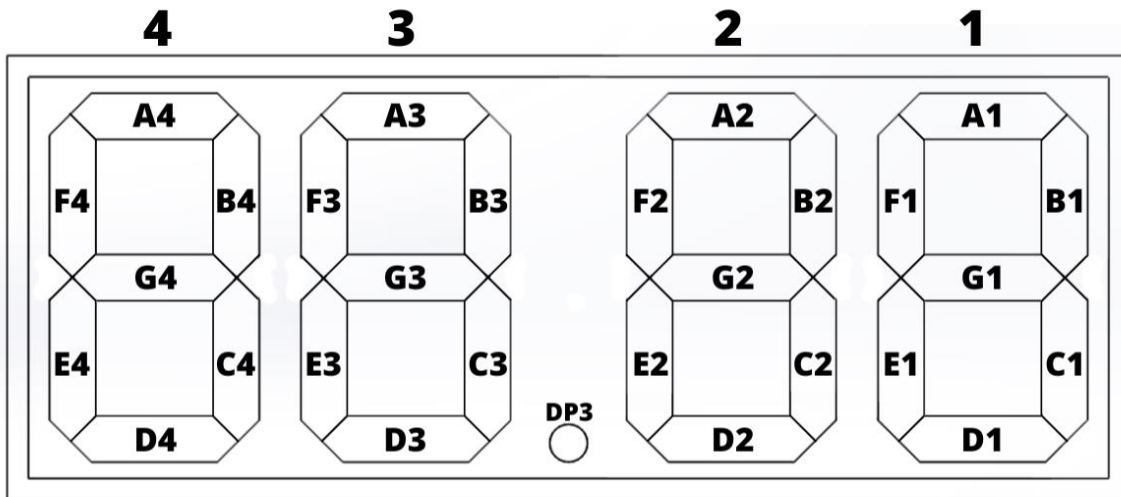 4 3 2 1
A4 A3 A2 A1
F4 B4 F3 B3 F2 B2 F1 B1
G4 G3 G2 G1
E4 C4 E3 C3 E2 C2 E1 C1
DP3
D4 D3 D2 D1